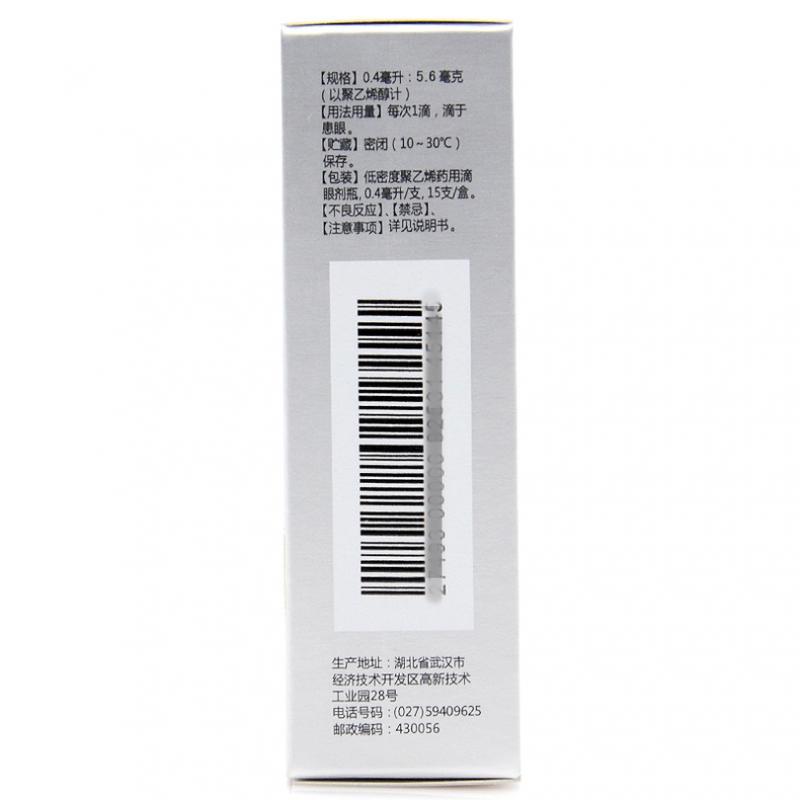 【规格】0.4毫升：5.6毫克
（以聚乙烯醇计）
【用法用量】每次1滴，滴于
患眼。
【贮藏】密闭（10～30℃）
保存。
【包装】低密度聚乙烯药用滴
眼剂瓶, 0.4毫升/支, 15支/盒。
【不良反应】、【禁忌】、
【注意事项】详见说明书。
生产地址：湖北省武汉市
经济技术开发区高新技术
工业园28号
电话号码：(027)59409625
邮政编码：430056